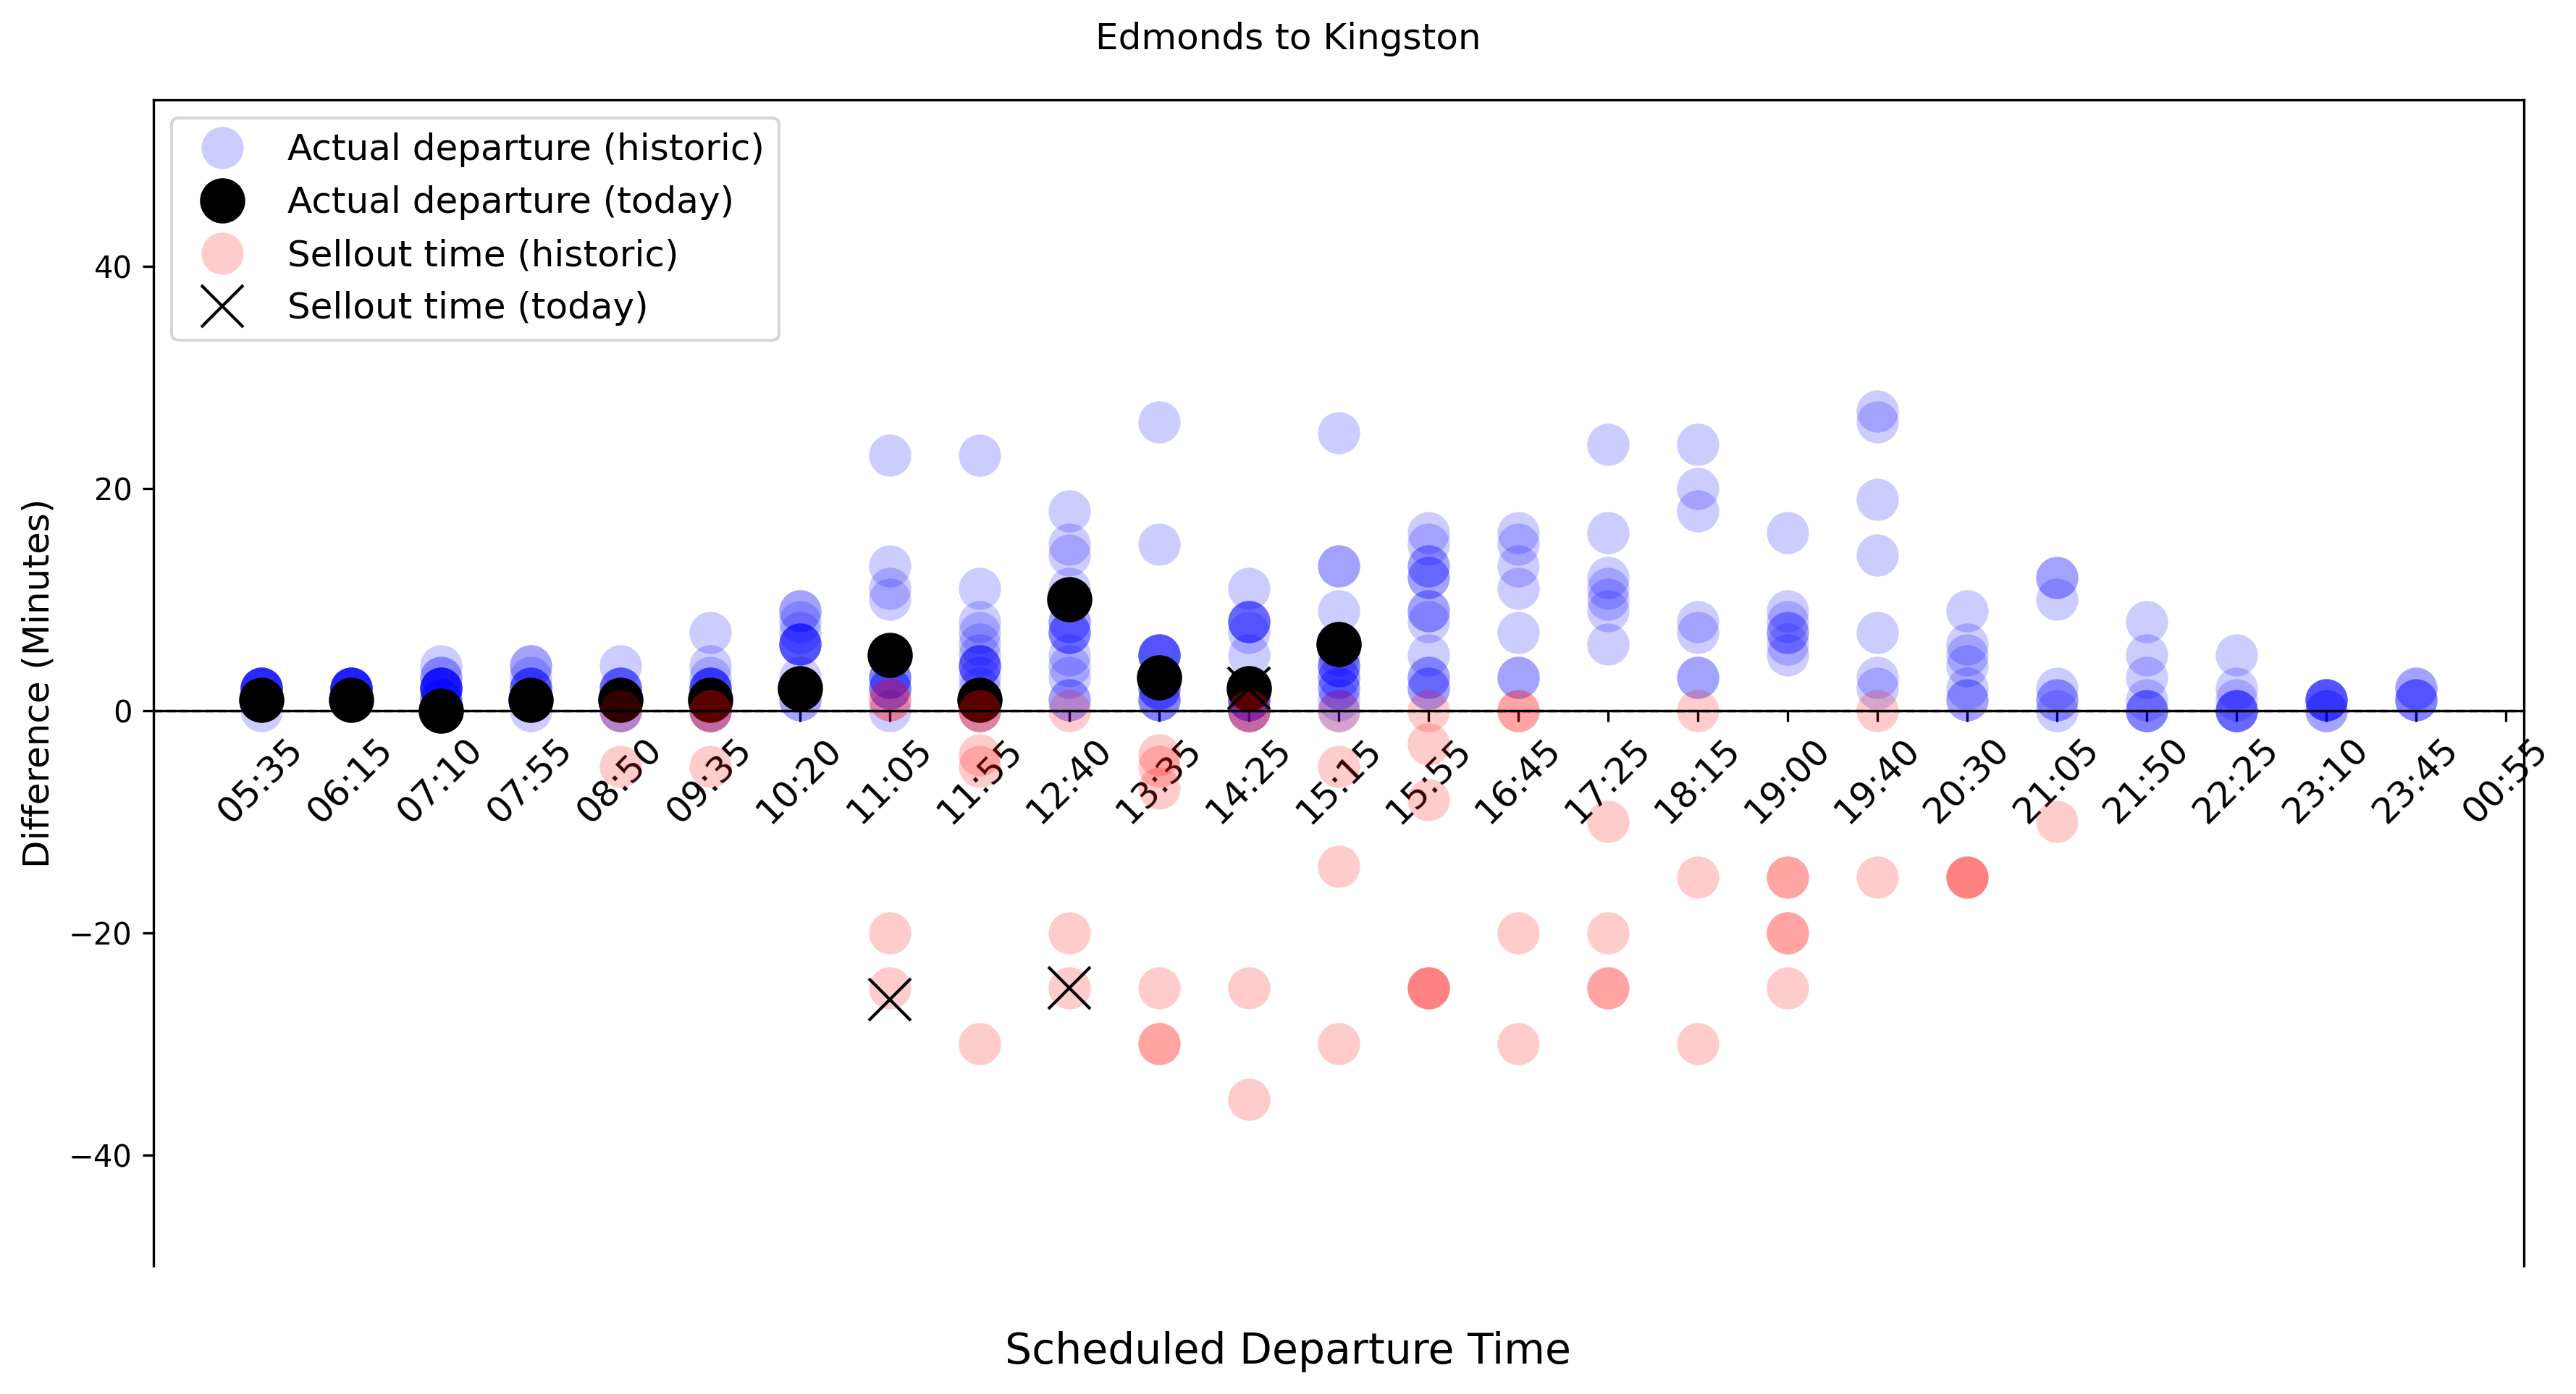 Edmonds to Kingston
Actual departure (historic)
Actual departure (today)
Sellout time (historic)
Sellout time (today)
Difference (Minutes)
40
20
0
−20
−40
05:35 06:15 07:10 07:55 08:50 09:35 10:20 11:05 11:55 12:40 13:35 14:25 15:15 15:55 16:45 17:25 18:15 19:00 19:40 20:30 21:05 21:50 22:25 23:10 23:45 00:55
Scheduled Departure Time